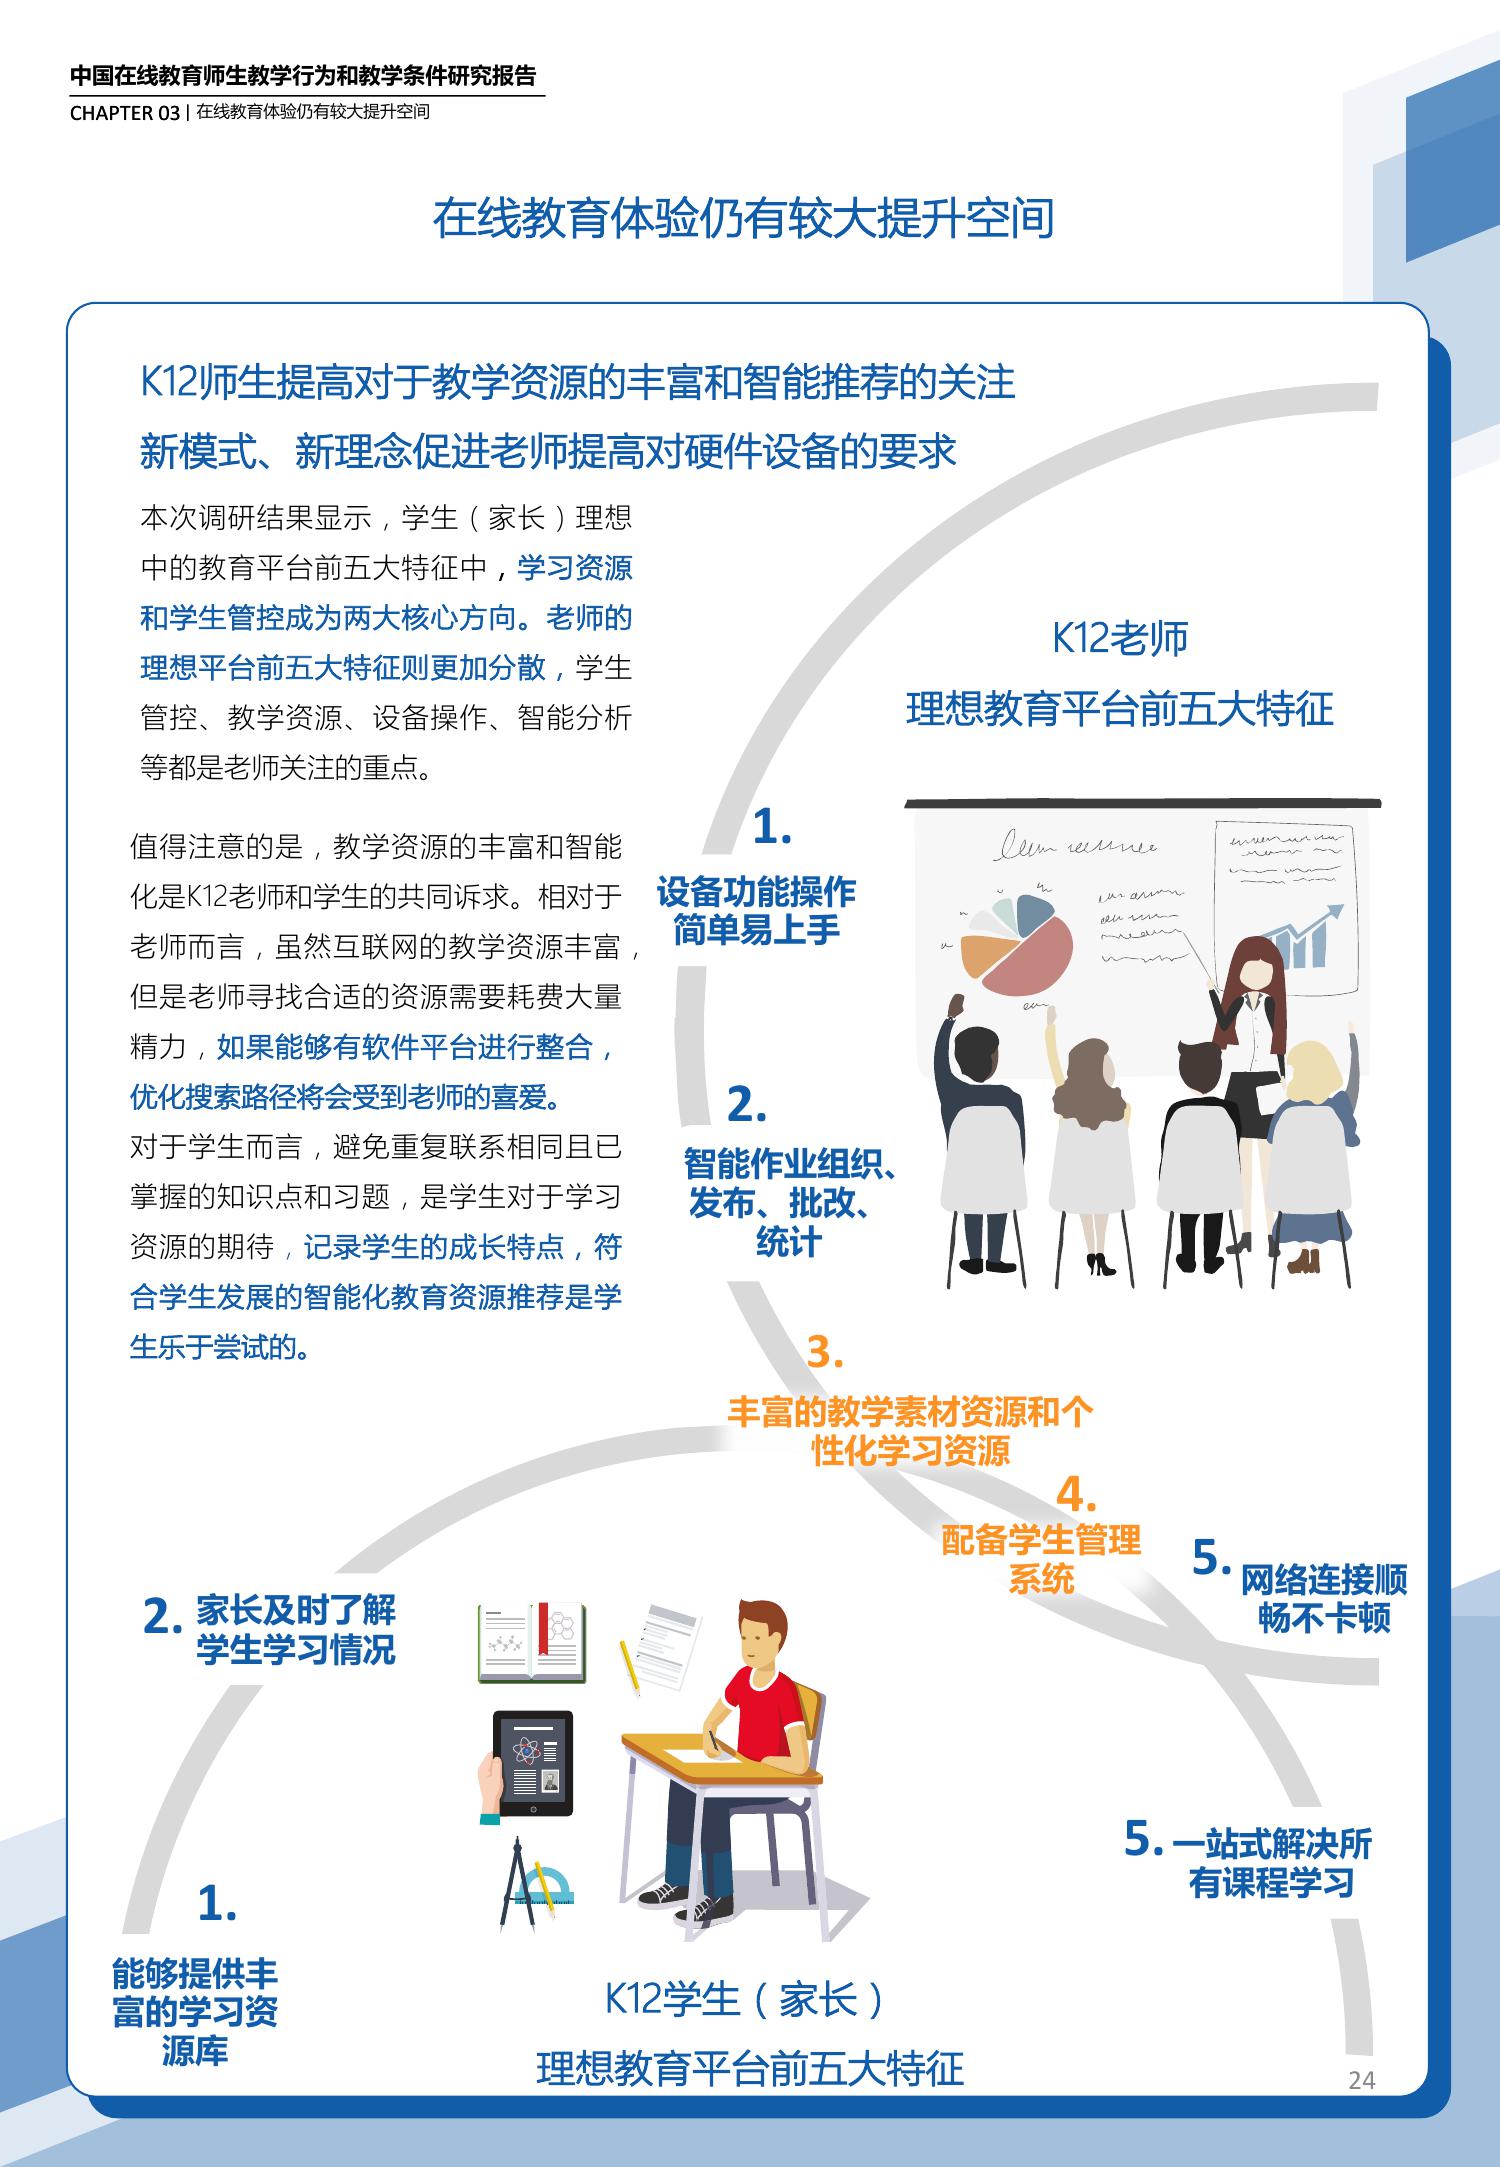 中国在线教育师生教学行为和教学条件研究报告
CHAPTER 03 | 在线教育体验仍有较大提升空间
在线教育体验仍有较大提升空间
K12师生提高对于教学资源的丰富和智能推荐的关注
新模式、新理念促进老师提高对硬件设备的要求
本次调研结果显示，学生（家长）理想
中的教育平台前五大特征中，学习资源
和学生管控成为两大核心方向。老师的
理想平台前五大特征则更加分散，学生
管控、教学资源、设备操作、智能分析
等都是老师关注的重点。
值得注意的是，教学资源的丰富和智能
化是K12老师和学生的共同诉求。相对于
老师而言，虽然互联网的教学资源丰富，
但是老师寻找合适的资源需要耗费大量
精力，如果能够有软件平台进行整合，
优化搜索路径将会受到老师的喜爱。
对于学生而言，避免重复联系相同且已
掌握的知识点和习题，是学生对于学习
资源的期待，记录学生的成长特点，符
合学生发展的智能化教育资源推荐是学
生乐于尝试的。
K12老师
理想教育平台前五大特征
1.
设备功能操作
简单易上手
2.
智能作业组织、
发布、批改、
统计
3.
丰富的教学素材资源和个
性化学习资源
4.
配备学生管理
系统
5. 网络连接顺
畅不卡顿
2. 家长及时了解
学生学习情况
1.
能够提供丰
富的学习资
源库
5. 一站式解决所
有课程学习
K12学生（家长）
理想教育平台前五大特征
24